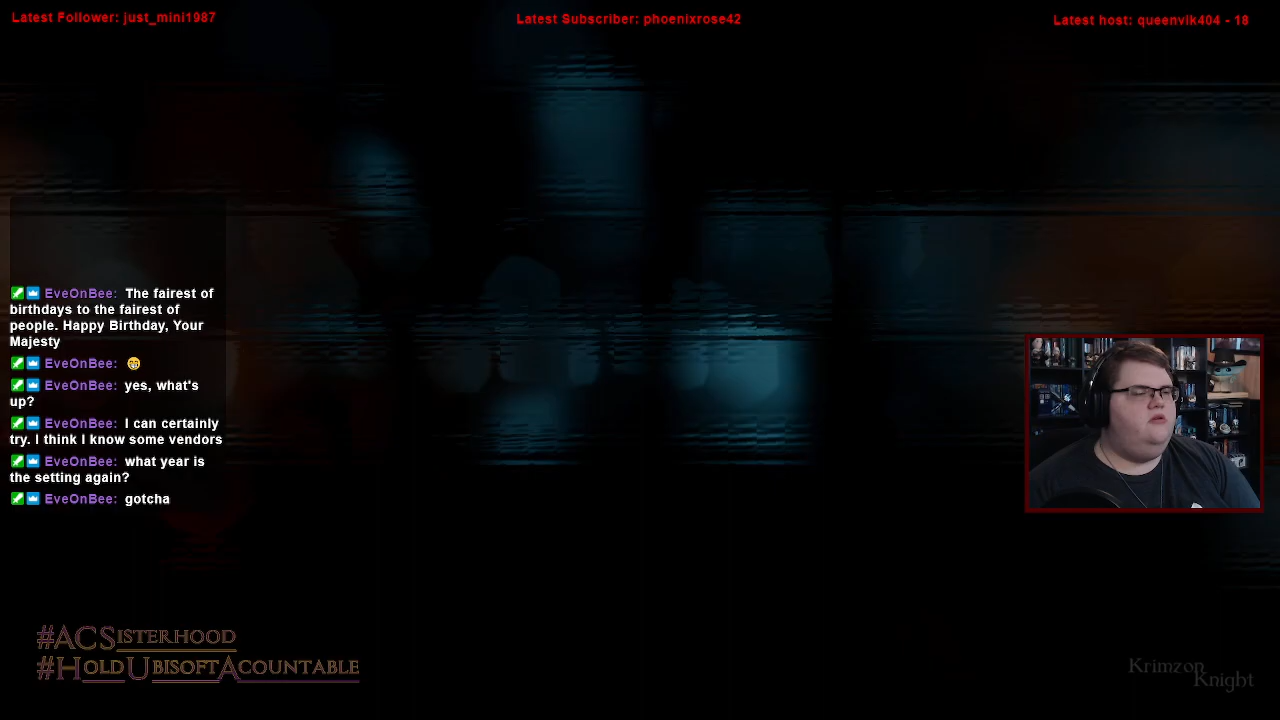 Latest Follower: just_mini1987
Latest Subscriber: phoenixrose42
Latest host: queenvik404 - 18
EveOnBee: The fairest of
birthdays to the fairest of
people. Happy Birthday, Your
Majesty
EveOnBee: 😁
EveOnBee: yes, what's
up?
EveOnBee: I can certainly
try. I think I know some vendors
EveOnBee: what year is
the setting again?
EveOnBee: gotcha
#ACSisterhood
#HoldUbisoftAcountable
Krimzon
Knight